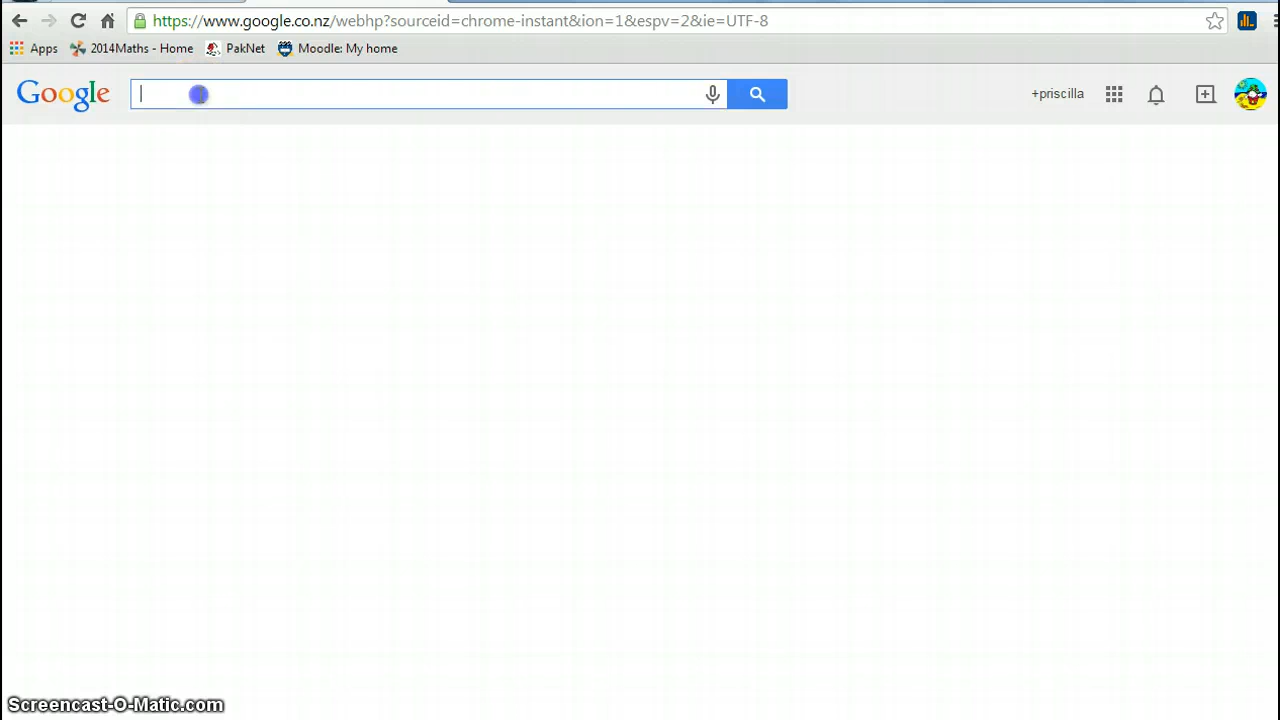 https://www.google.co.nz/webhp?sourceid=chrome-instant&ion=1&espv=2&ie=UTF-8
Apps 2014Maths - Home PakNet Moodle: My home
Google +priscilla
Screencast-O-Matic.com